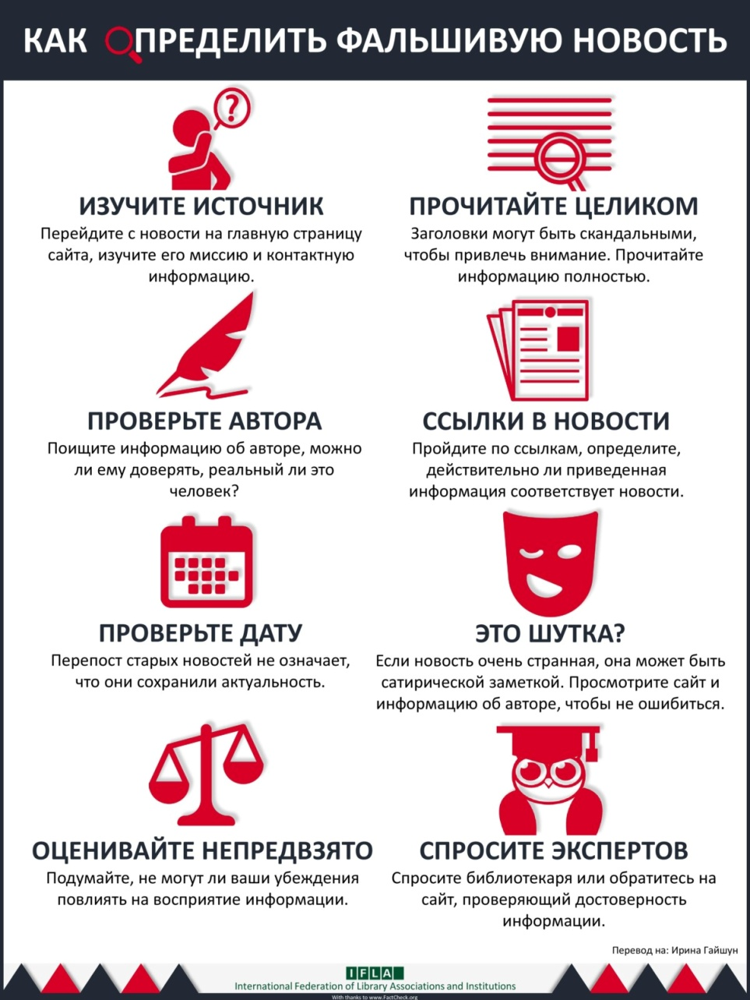 КАК ОПРЕДЕЛИТЬ ФАЛЬШИВУЮ НОВОСТЬ
?
ИЗУЧИТЕ ИСТОЧНИК
Перейдите с новости на главную страницу
сайта, изучите его миссию и контактную
информацию.
ПРОЧИТАЙТЕ ЦЕЛИКОМ
Заголовки могут быть скандальными,
чтобы привлечь внимание. Прочитайте
информацию полностью.
ПРОВЕРЬТЕ АВТОРА
Поищите информацию об авторе, можно
ли ему доверять, реальный ли это
человек?
ССЫЛКИ В НОВОСТИ
Пройдите по ссылкам, определите,
действительно ли приведенная
информация соответствует новости.
ПРОВЕРЬТЕ ДАТУ
Перепост старых новостей не означает,
что они сохранили актуальность.
ЭТО ШУТКА?
Если новость очень странная, она может быть
сатирической заметкой. Просмотрите сайт и
информацию об авторе, чтобы не ошибиться.
ОЦЕНИВАЙТЕ НЕПРЕДВЗЯТО
Подумайте, не могут ли ваши убеждения
повлиять на восприятие информации.
СПРОСИТЕ ЭКСПЕРТОВ
Спросите библиотекаря или обратитесь на
сайт, проверяющий достоверность
информации.
Перевод на: Ирина Гайшун
IFLA
International Federation of Library Associations and Institutions
With thanks to www.FactCheck.org